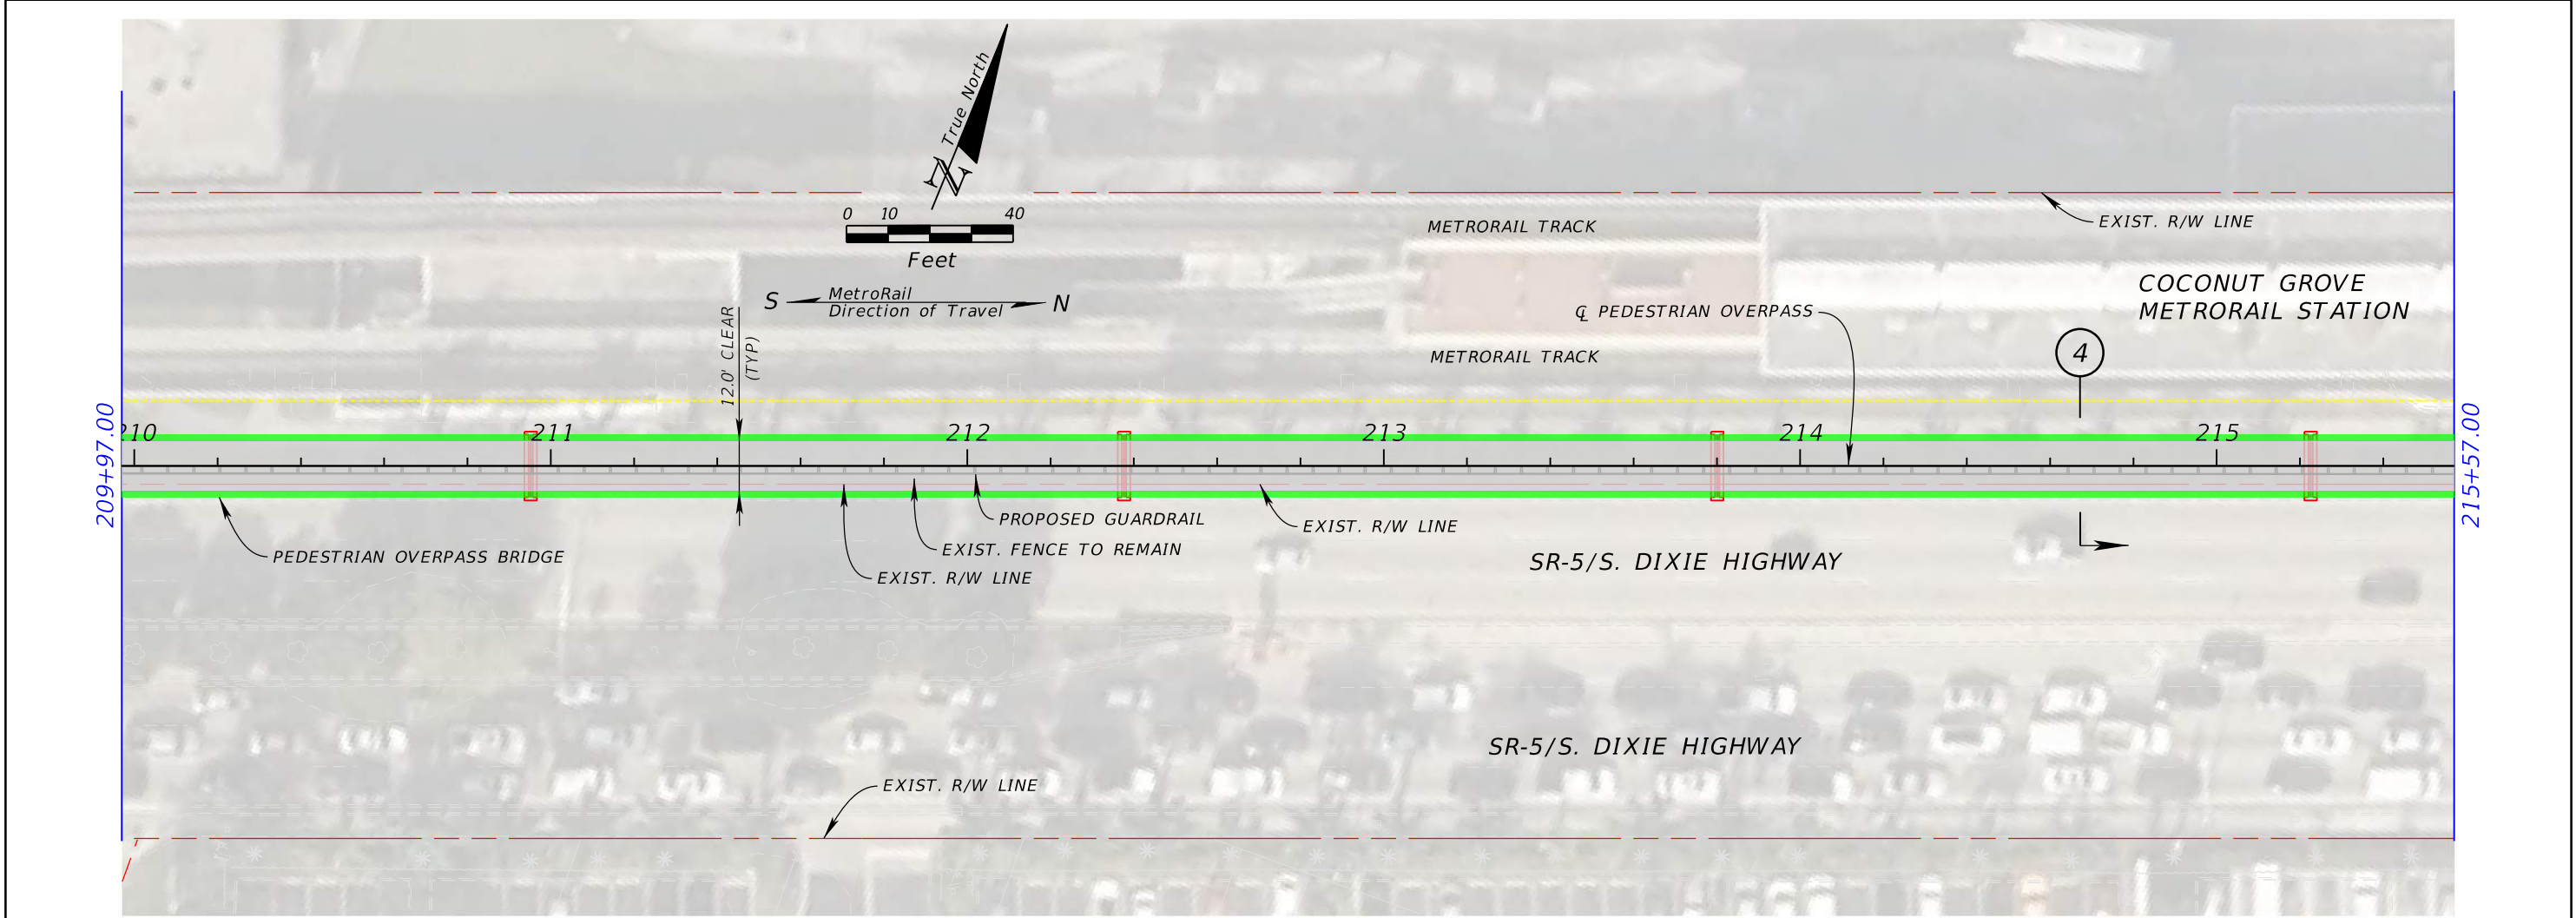 True North
N
0 10 40
Feet
METRORAIL TRACK
EXIST. R/W LINE
S MetroRail N
Direction of Travel
COCONUT GROVE
METRORAIL STATION
℄ PEDESTRIAN OVERPASS
12.0' CLEAR
(TYP)
METRORAIL TRACK
4
209+97.00
215+57.00
210 211 212 213 214 215
PROPOSED GUARDRAIL
EXIST. R/W LINE
EXIST. FENCE TO REMAIN
PEDESTRIAN OVERPASS BRIDGE
SR-5/S. DIXIE HIGHWAY
EXIST. R/W LINE
SR-5/S. DIXIE HIGHWAY
EXIST. R/W LINE